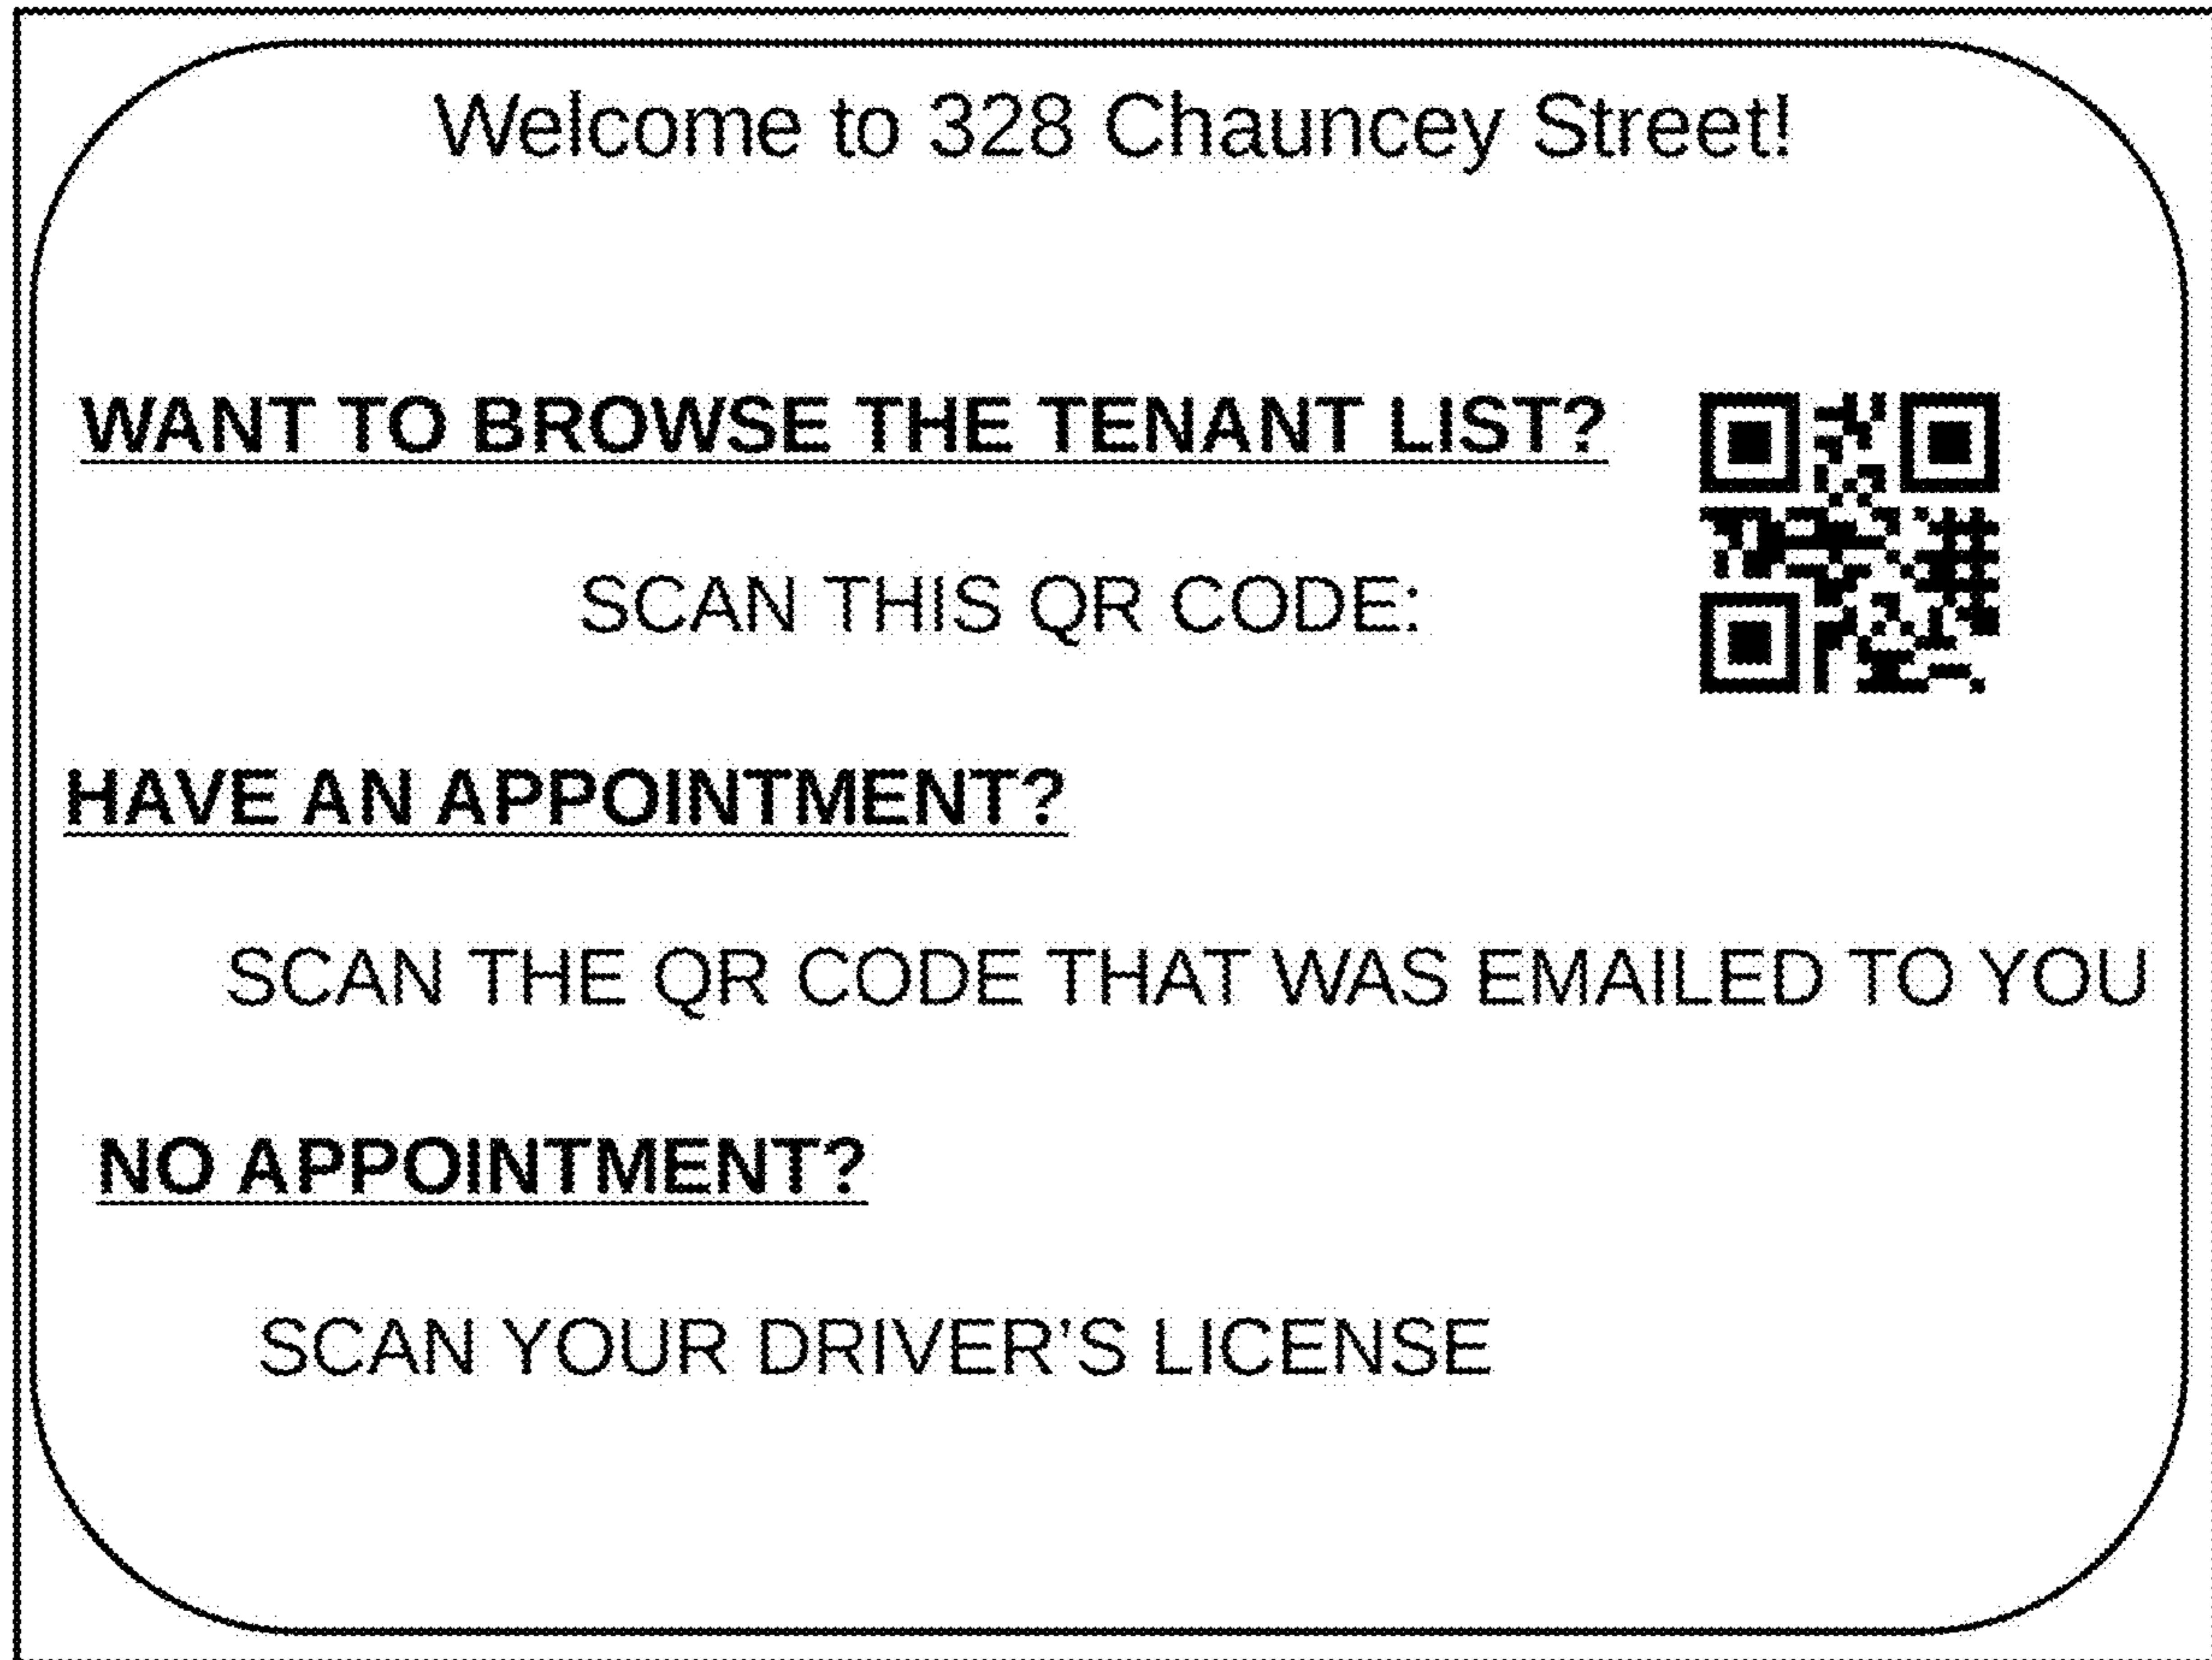 Welcome to 328 Chauncey Street!
WANT TO BROWSE THE TENANT LIST?
SCAN THIS QR CODE:
HAVE AN APPOINTMENT?
SCAN THE QR CODE THAT WAS EMAILED TO YOU
NO APPOINTMENT?
SCAN YOUR DRIVER’S LICENSE